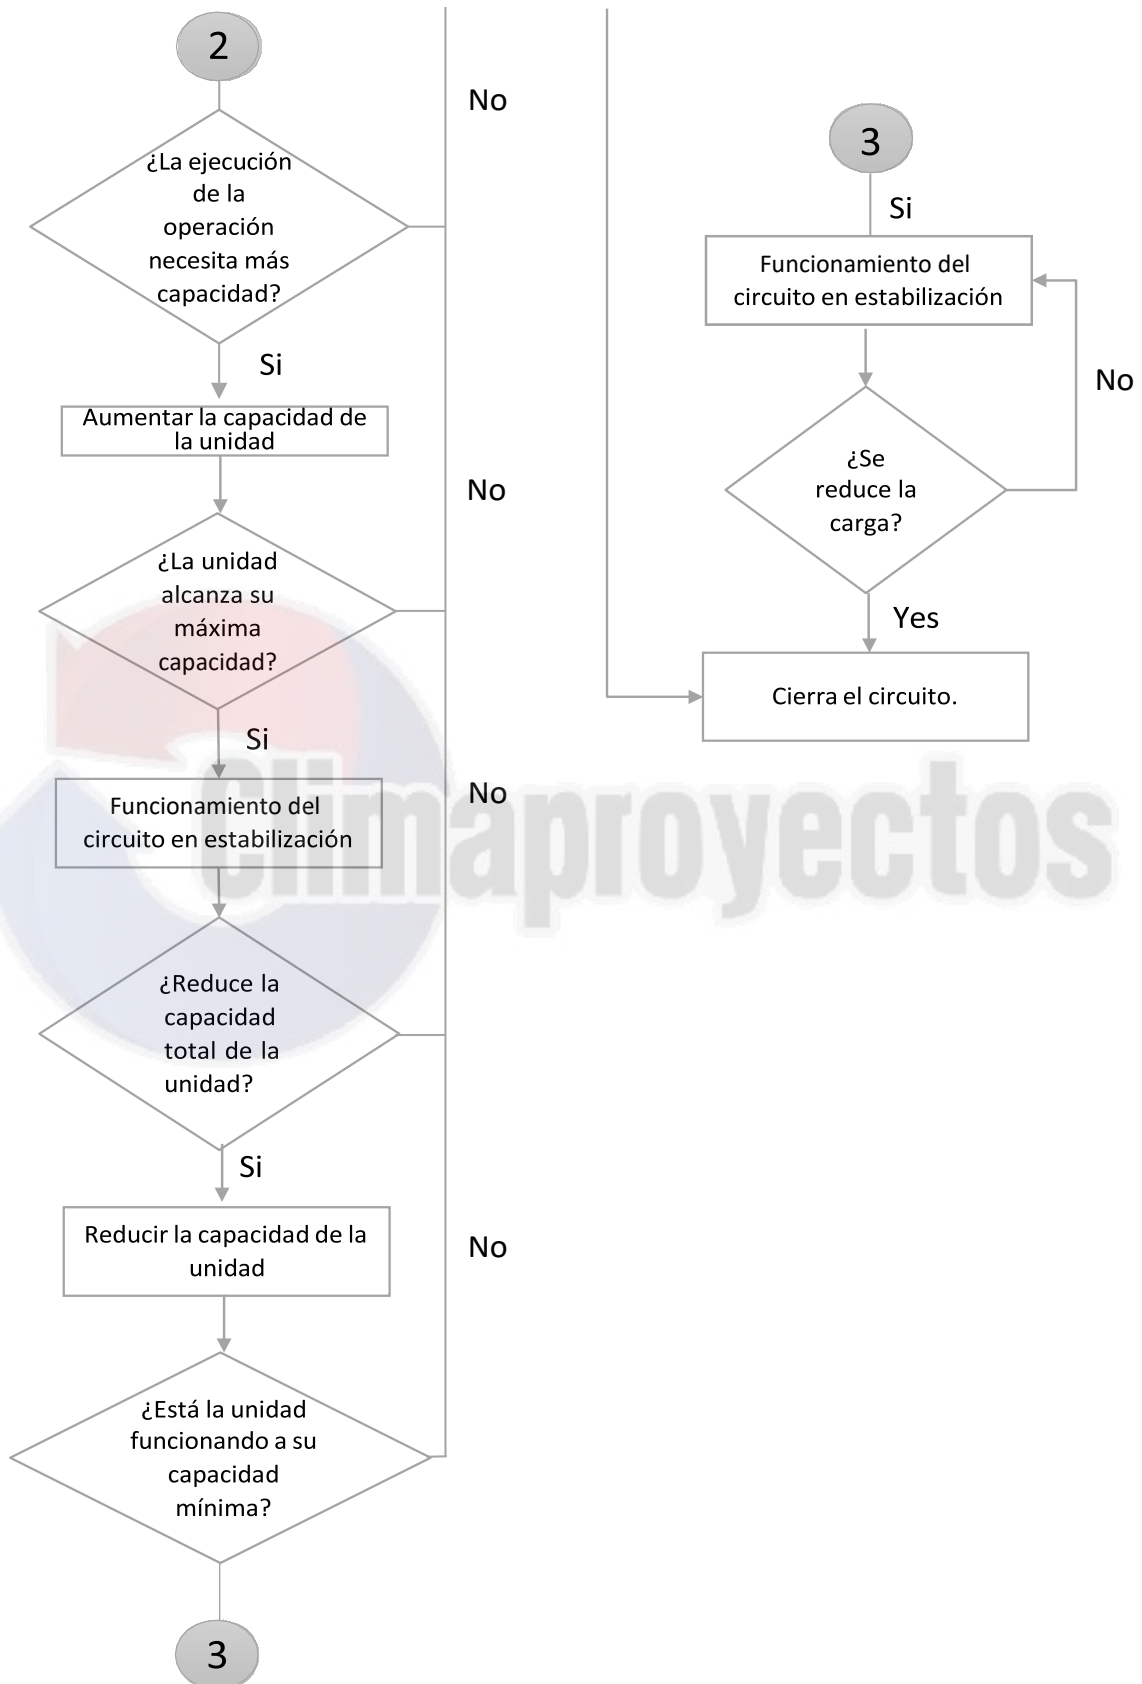 2
No
¿La ejecución
de la
operación
necesita más
capacidad?
Si
Aumentar la capacidad de
la unidad
No
¿La unidad
alcanza su
máxima
capacidad?
Si
Funcionamiento del
circuito en estabilización
No
¿Reduce la
capacidad
total de la
unidad?
Si
Reducir la capacidad de la
unidad
No
¿Está la unidad
funcionando a su
capacidad
mínima?
3
3
Si
Funcionamiento del
circuito en estabilización
No
¿Se
reduce la
carga?
Yes
Cierra el circuito.
Climaproyectos